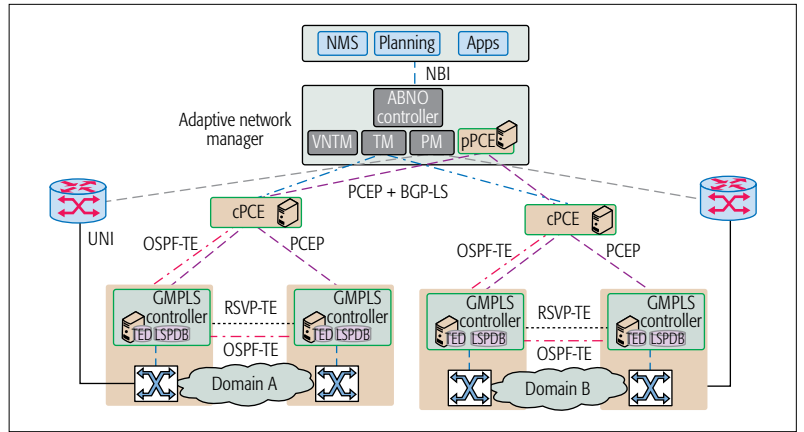 NMS Planning Apps
NBI
ABNO
controller
Adaptive network
manager
VNTM TM PM pPCE
PCEP + BGP-LS
cPCE
cPCE
UNI
OSPF-TE
PCEP
OSPF-TE
PCEP
GMPLS
controller
TED LSPDB
RSVP-TE
OSPF-TE
GMPLS
controller
TED LSPDB
GMPLS
controller
TED LSPDB
RSVP-TE
OSPF-TE
GMPLS
controller
TED LSPDB
Domain A
Domain B